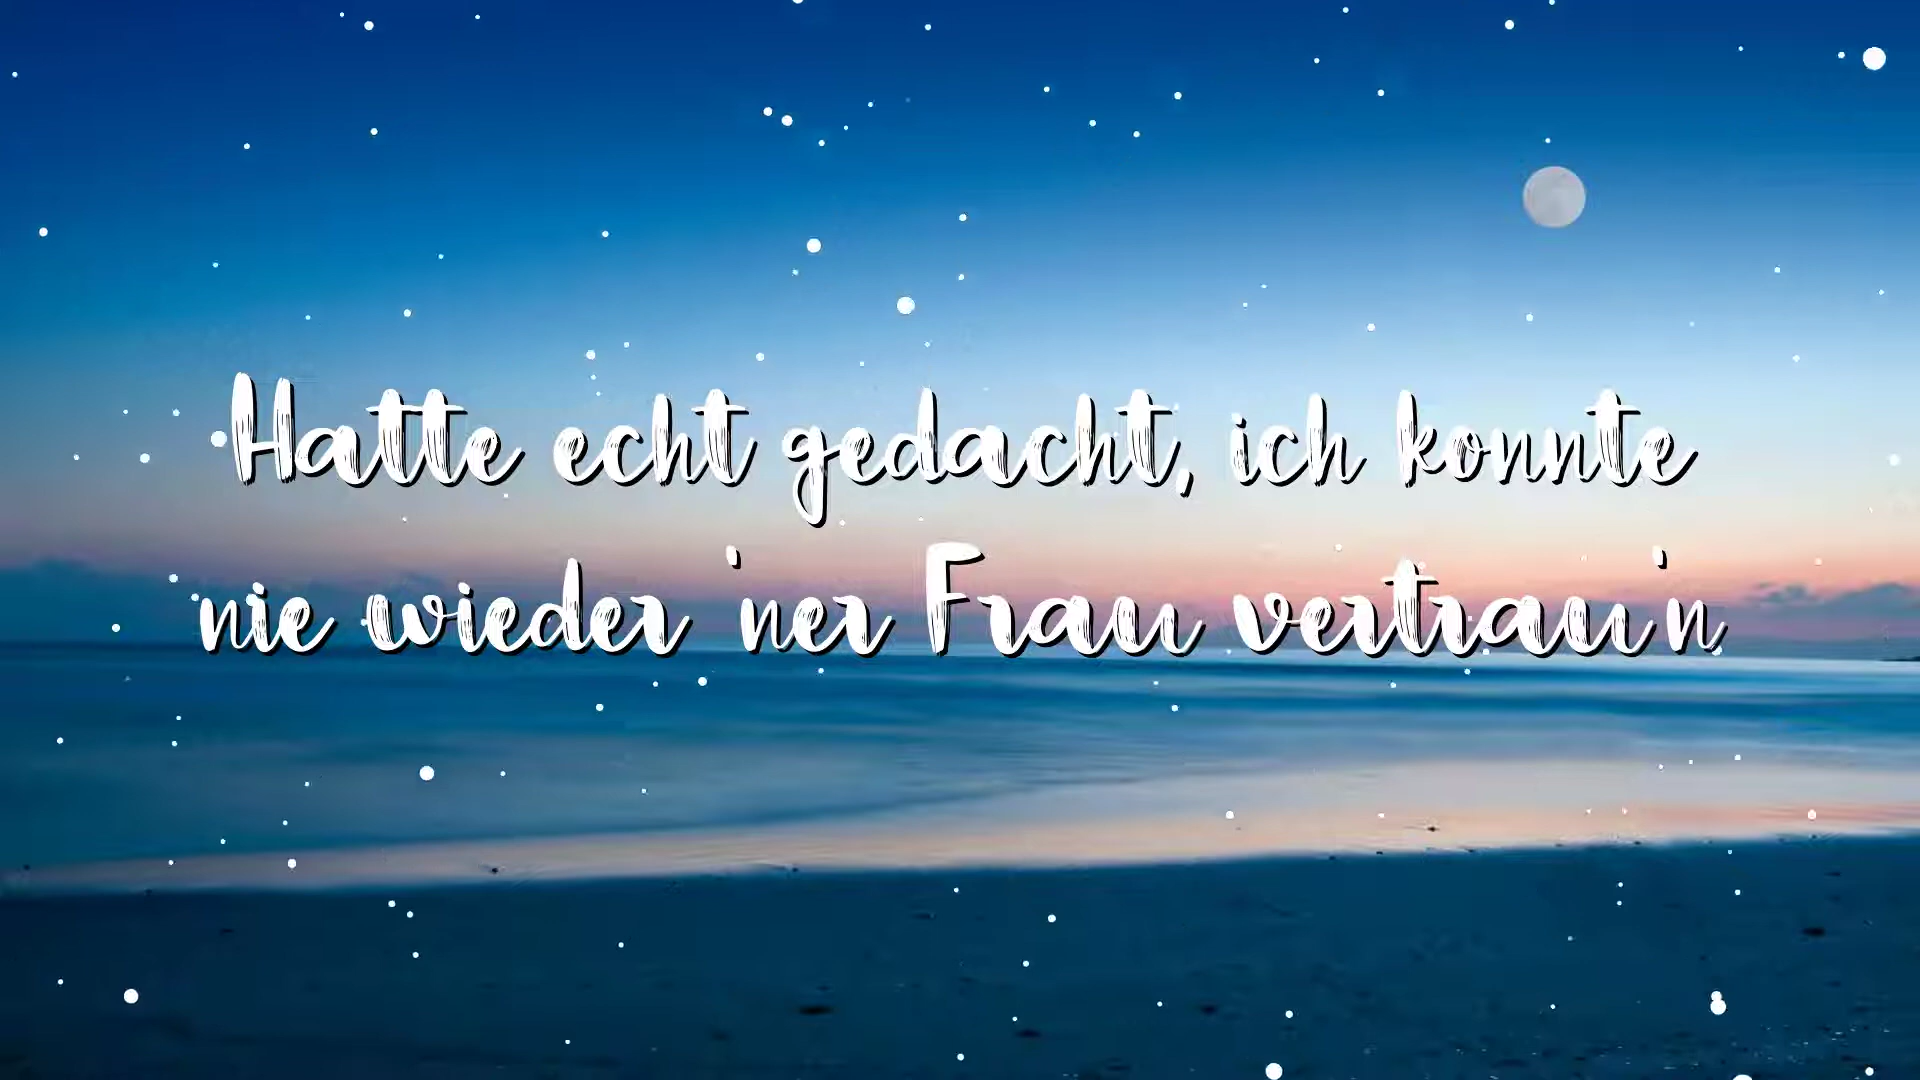 Hatte echt gedacht, ich konnte
nie wieder 'ner Frau vertrau'n